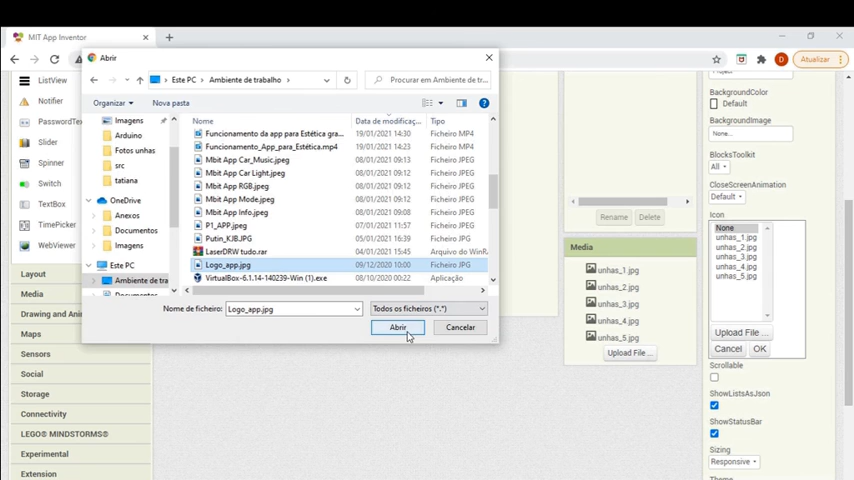 MIT App Inventor
Atualizar
D
ListView
Notifier
PasswordTex
Slider
Spinner
Switch
TextBox
TimePicker
WebViewer
Layout
Media
Drawing and Ani
Maps
Sensors
Social
Storage
Connectivity
LEGO® MINDSTORMS®
Experimental
Extension
Abrir
Este PC
Ambiente de trabalho
Procurar em Ambiente de t...
Organizar
Nova pasta
Imagens
Arduino
Fotos unhas
src
tatiana
OneDrive
Anexos
Documentos
Imagens
Este PC
Ambiente de tra
Documentos
Nome Data de modificaç... Tipo
Funcionamento da app para Estética gra... 19/01/2021 14:30 Ficheiro MP4
Funcionamento_App_para_Estética.mp4 19/01/2021 14:30 Ficheiro MP4
Mbit App Car_Music.jpeg 08/01/2021 09:13 Ficheiro JPEG
Mbit App Car Light.jpeg 08/01/2021 09:13 Ficheiro JPEG
Mbit App RGB.jpeg 08/01/2021 09:12 Ficheiro JPEG
Mbit App Mode.jpeg 08/01/2021 09:12 Ficheiro JPEG
Mbit App Info.jpeg 08/01/2021 09:08 Ficheiro JPEG
P1_APP.jpeg 07/01/2021 11:57 Ficheiro JPEG
Putin_KJB.JPG 05/01/2021 16:39 Ficheiro JPG
LaserDRW tudo.rar 04/01/2021 15:45 Arquivo do WinR
Logo_app.jpg 09/12/2020 10:00 Ficheiro JPG
VirtualBox-6.1.14-140239-Win (1).exe 08/10/2020 00:22 Aplicação
Nome de ficheiro: Logo_app.jpg Todos os ficheiros (*.*)
Abrir Cancelar
Rename Delete
Media
unhas_1.jpg
unhas_2.jpg
unhas_3.jpg
unhas_4.jpg
unhas_5.jpg
Upload File ...
BackgroundColor
Default
BackgroundImage
None...
BlocksToolkit
All
CloseScreenAnimation
Default
Icon
None
unhas_1.jpg
unhas_2.jpg
unhas_3.jpg
unhas_4.jpg
unhas_5.jpg
Upload File ...
Cancel OK
Scrollable
ShowListsAsJson
ShowStatusBar
Sizing
Responsive
Theme